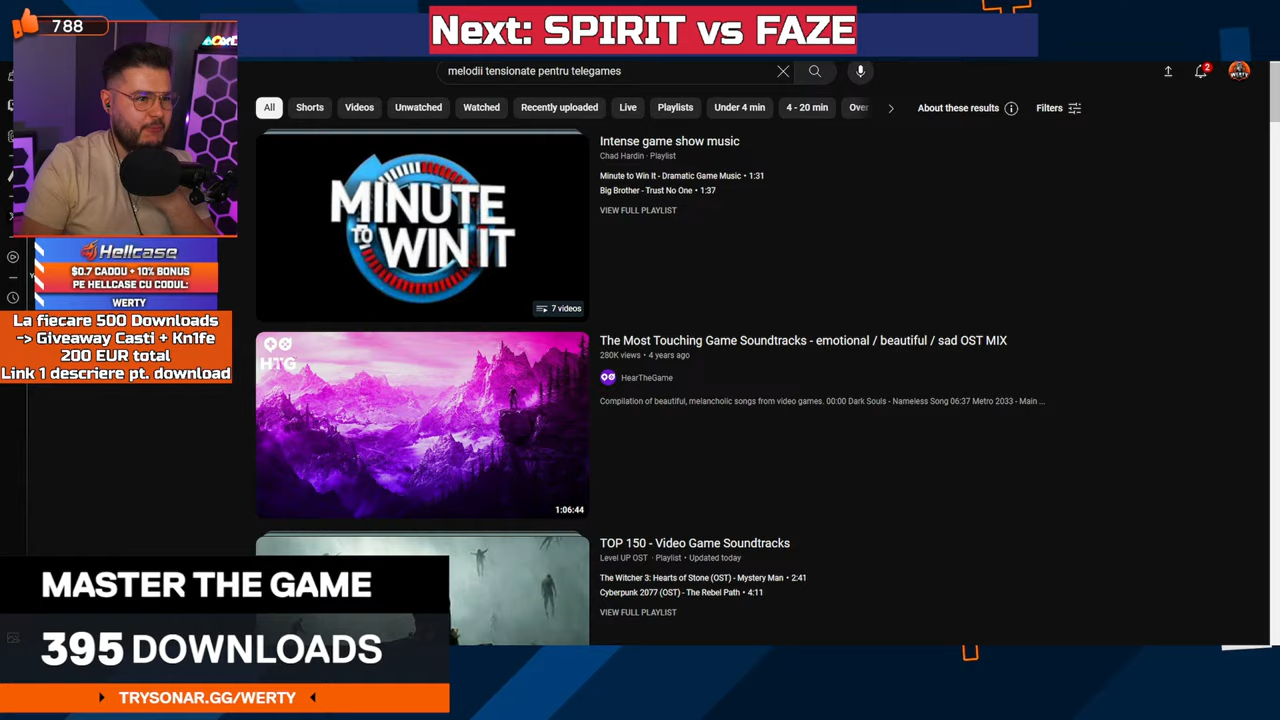 788
Next: SPIRIT vs FAZE
melodii tensionate pentru telegames
2
All
Shorts
Videos
Unwatched
Watched
Recently uploaded
Live
Playlists
Under 4 min
4 - 20 min
Over
About these results
Filters
MINUTE
TO WIN IT
7 videos
Intense game show music
Chad Hardin · Playlist
Minute to Win It - Dramatic Game Music • 1:31
Big Brother - Trust No One • 1:37
VIEW FULL PLAYLIST
Hellcase
$0.7 CADOU + 10% BONUS
PE HELLCASE CU CODUL:
WERTY
La fiecare 500 Downloads
-> Giveaway Casti + Kn1fe
200 EUR total
Link 1 descriere pt. download
HTG
1:06:44
The Most Touching Game Soundtracks - emotional / beautiful / sad OST MIX
280K views • 4 years ago
HearTheGame
Compilation of beautiful, melancholic songs from video games. 00:00 Dark Souls - Nameless Song 06:37 Metro 2033 - Main ...
TOP 150 - Video Game Soundtracks
Level UP OST · Playlist • Updated today
The Witcher 3: Hearts of Stone (OST) - Mystery Man • 2:41
Cyberpunk 2077 (OST) - The Rebel Path • 4:11
VIEW FULL PLAYLIST
MASTER THE GAME
395 DOWNLOADS
TRYSONAR.GG/WERTY